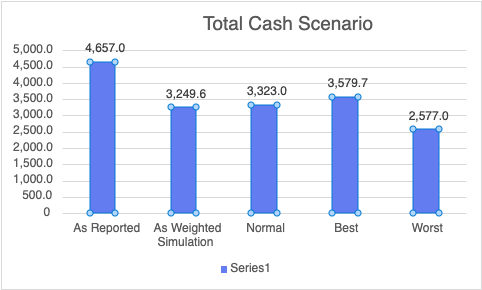 Total Cash Scenario
5,000.0
4,500.0
4,000.0
3,500.0
3,000.0
2,500.0
2,000.0
1,500.0
1,000.0
500.0
0
4,657.0
3,249.6
3,323.0
3,579.7
2,577.0
As Reported
As Weighted
Simulation
Normal
Best
Worst
Series1